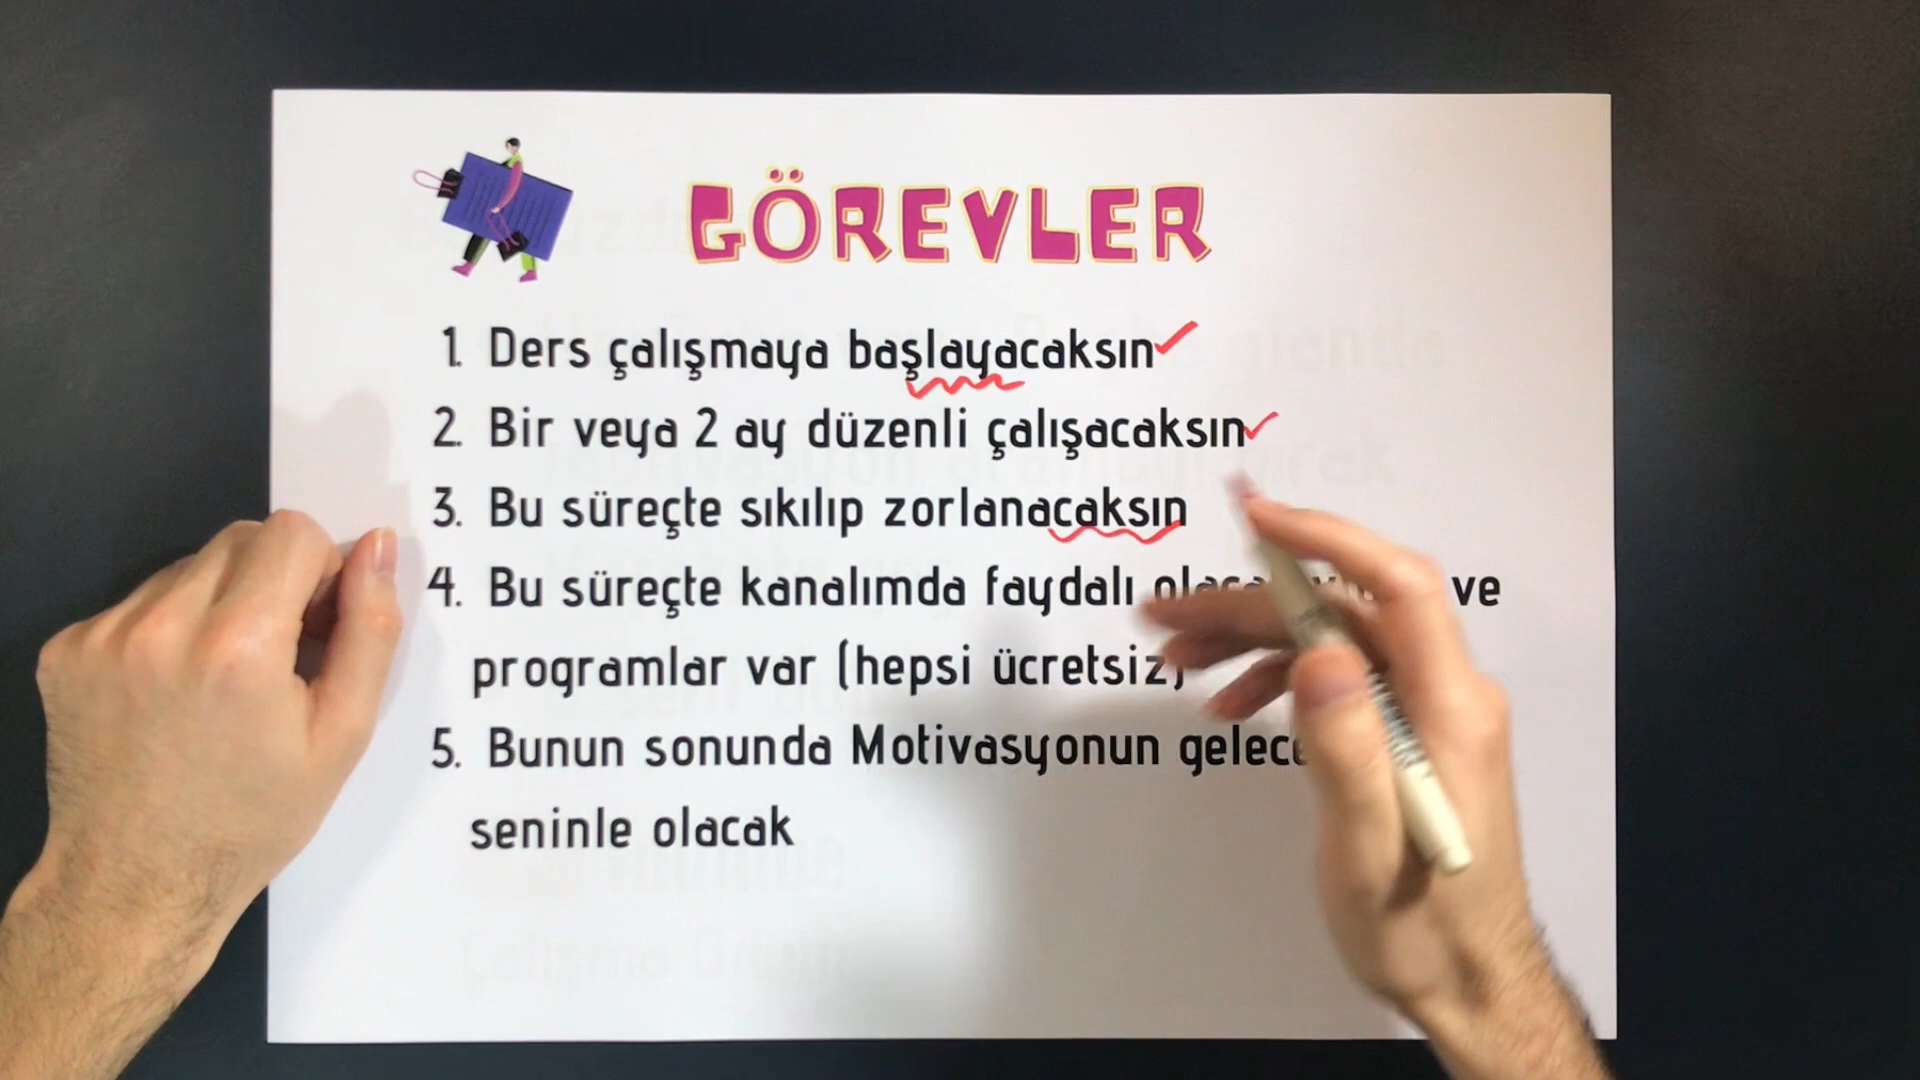 GÖREVLER
1. Ders çalışmaya başlayacaksın
2. Bir veya 2 ay düzenli çalışacaksın
3. Bu süreçte sıkılıp zorlanacaksın
4. Bu süreçte kanalımda faydalı ve
programlar var (hepsi ücretsiz)
5. Bunun sonunda Motivasyonun
seninle olacak